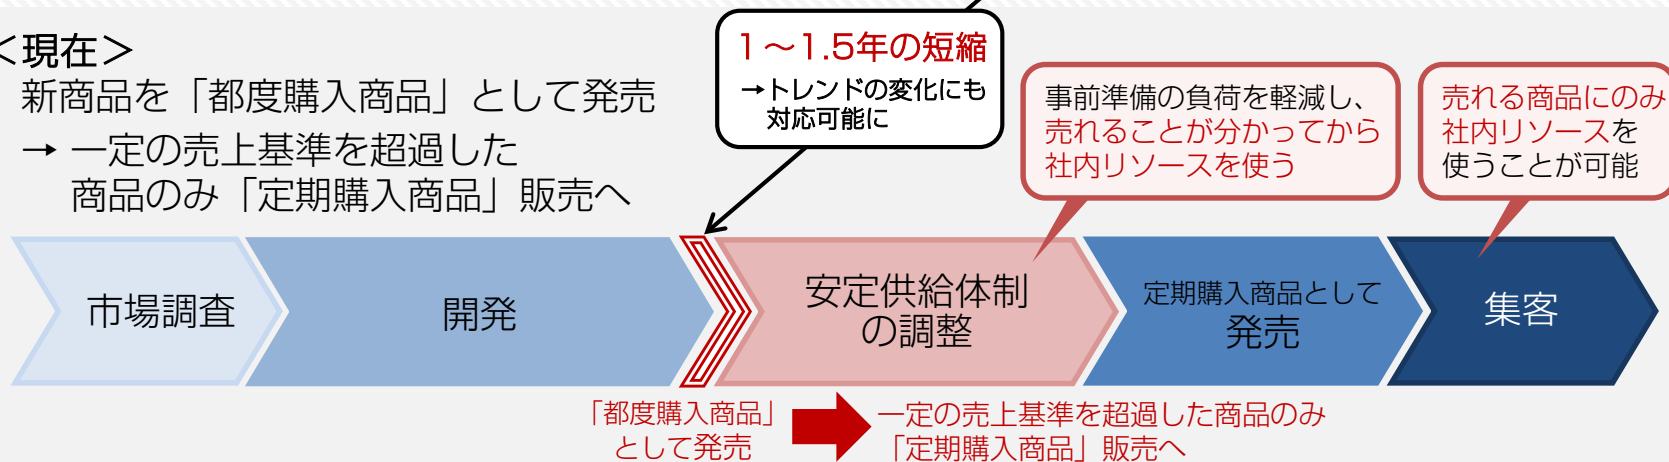 ＜現在＞
新商品を「都度購入商品」として発売
→ 一定の売上基準を超過した
商品のみ「定期購入商品」販売へ
1～1.5年の短縮
→トレンドの変化にも
対応可能に
事前準備の負荷を軽減し、
売れることが分かってから
社内リソースを使う
売れる商品にのみ
社内リソースを
使うことが可能
市場調査
開発
安定供給体制
の調整
定期購入商品として
発売
集客
「都度購入商品」
として発売
一定の売上基準を超過した商品のみ
「定期購入商品」販売へ